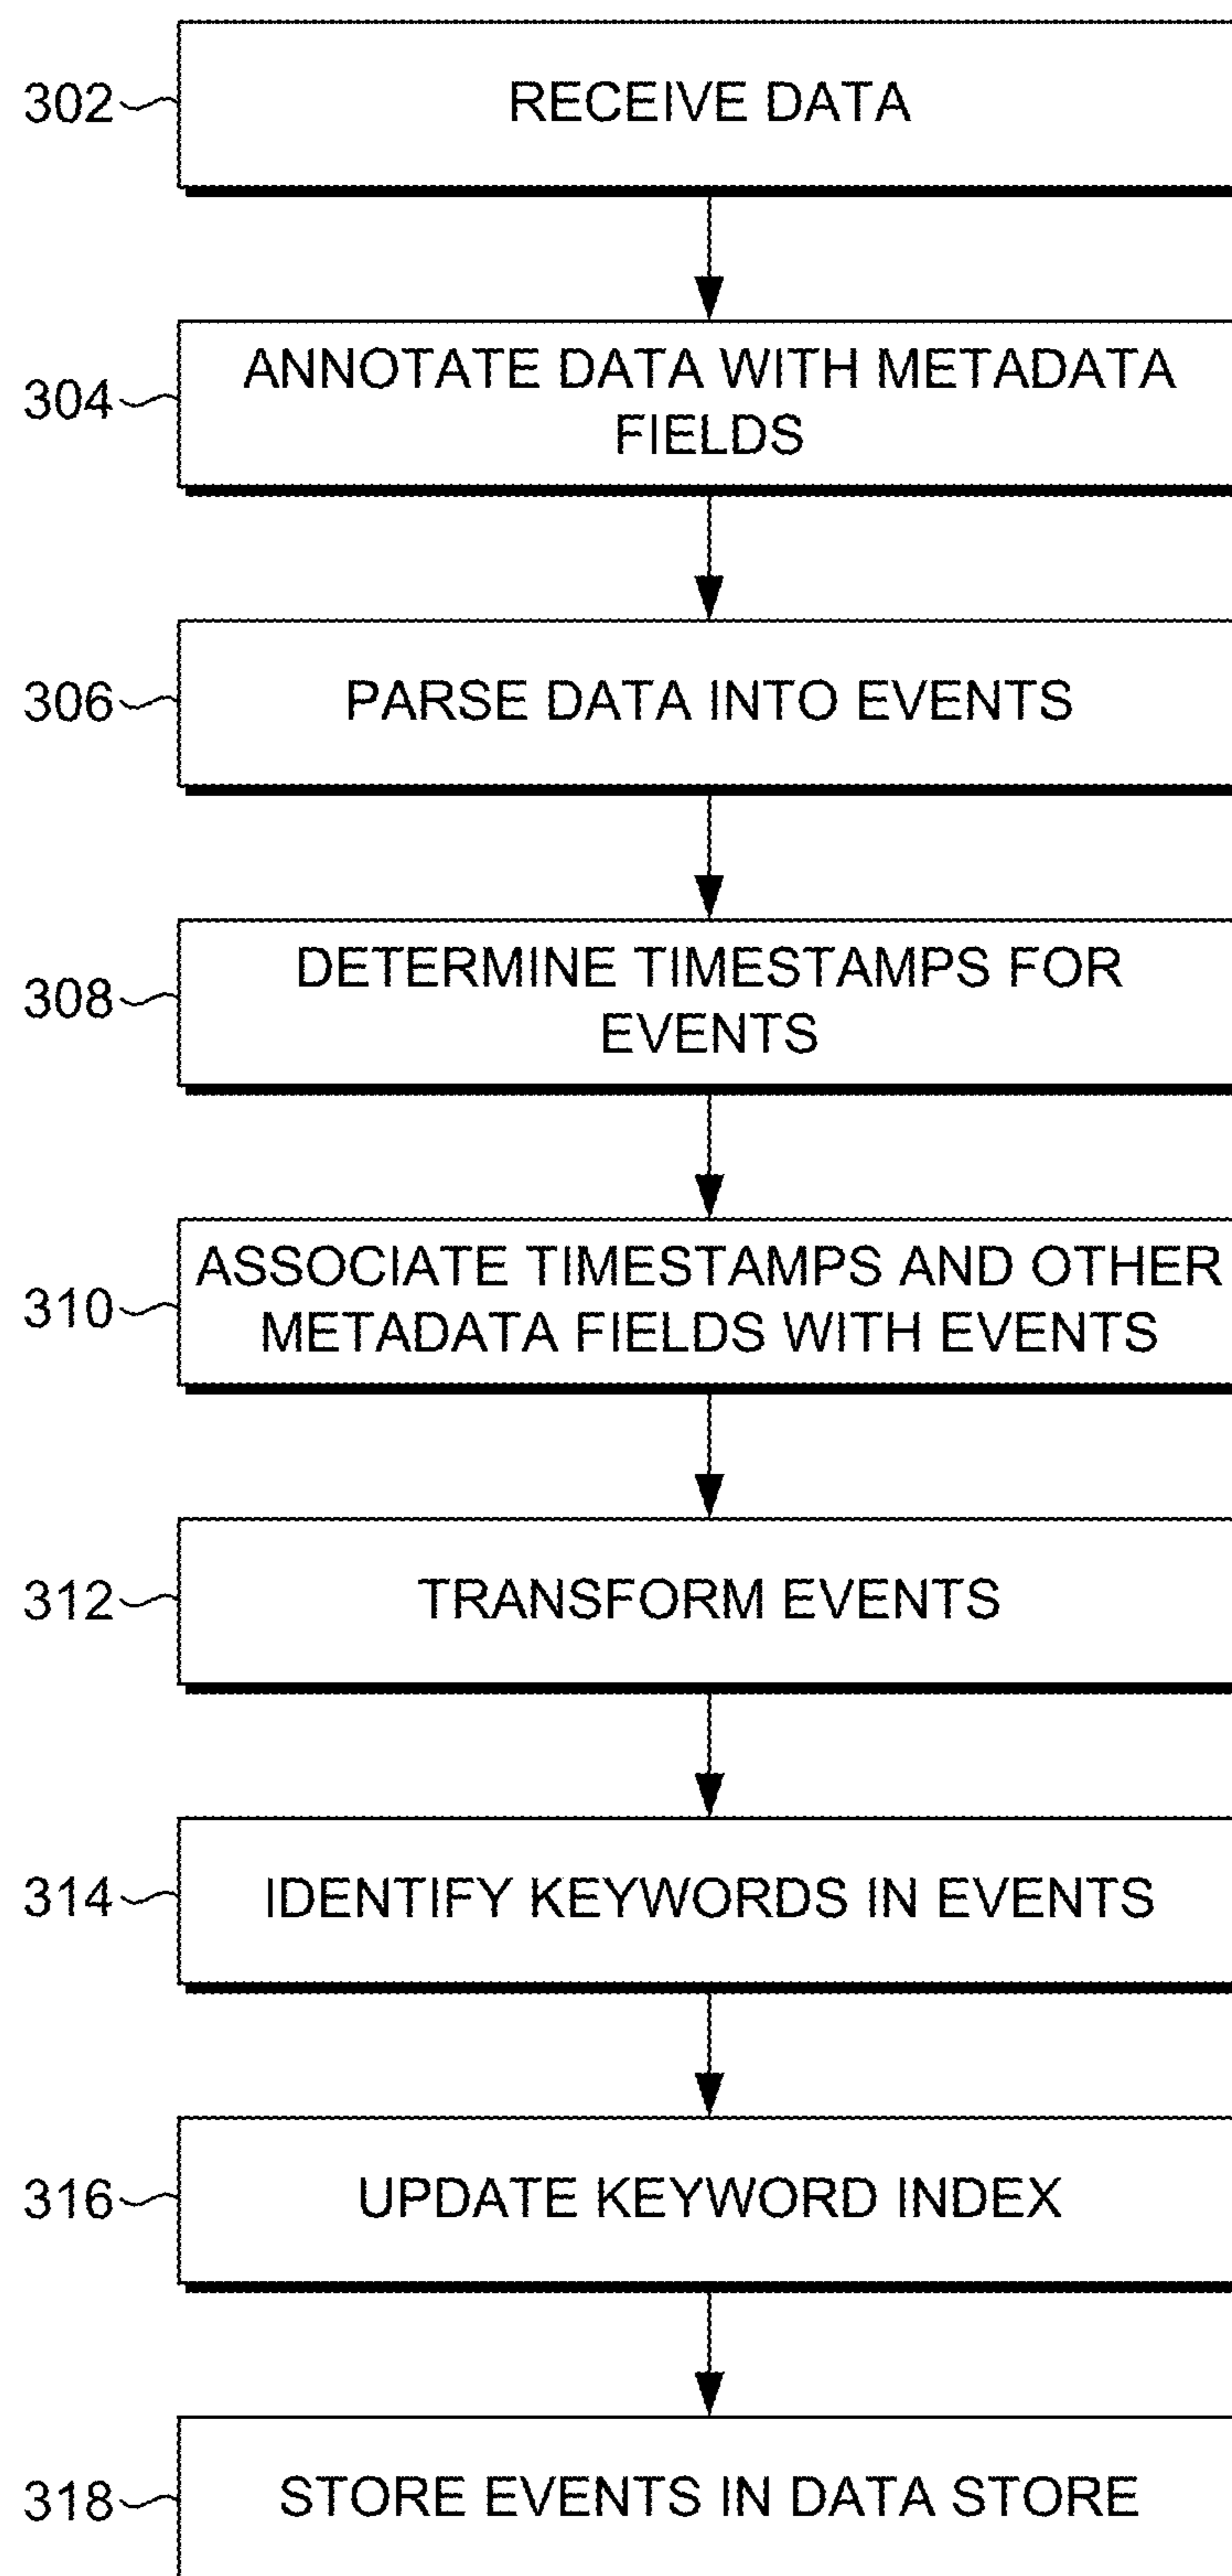 302
RECEIVE DATA
304
ANNOTATE DATA WITH METADATA
FIELDS
306
PARSE DATA INTO EVENTS
308
DETERMINE TIMESTAMPS FOR
EVENTS
310
ASSOCIATE TIMESTAMPS AND OTHER
METADATA FIELDS WITH EVENTS
312
TRANSFORM EVENTS
314
IDENTIFY KEYWORDS IN EVENTS
316
UPDATE KEYWORD INDEX
318
STORE EVENTS IN DATA STORE